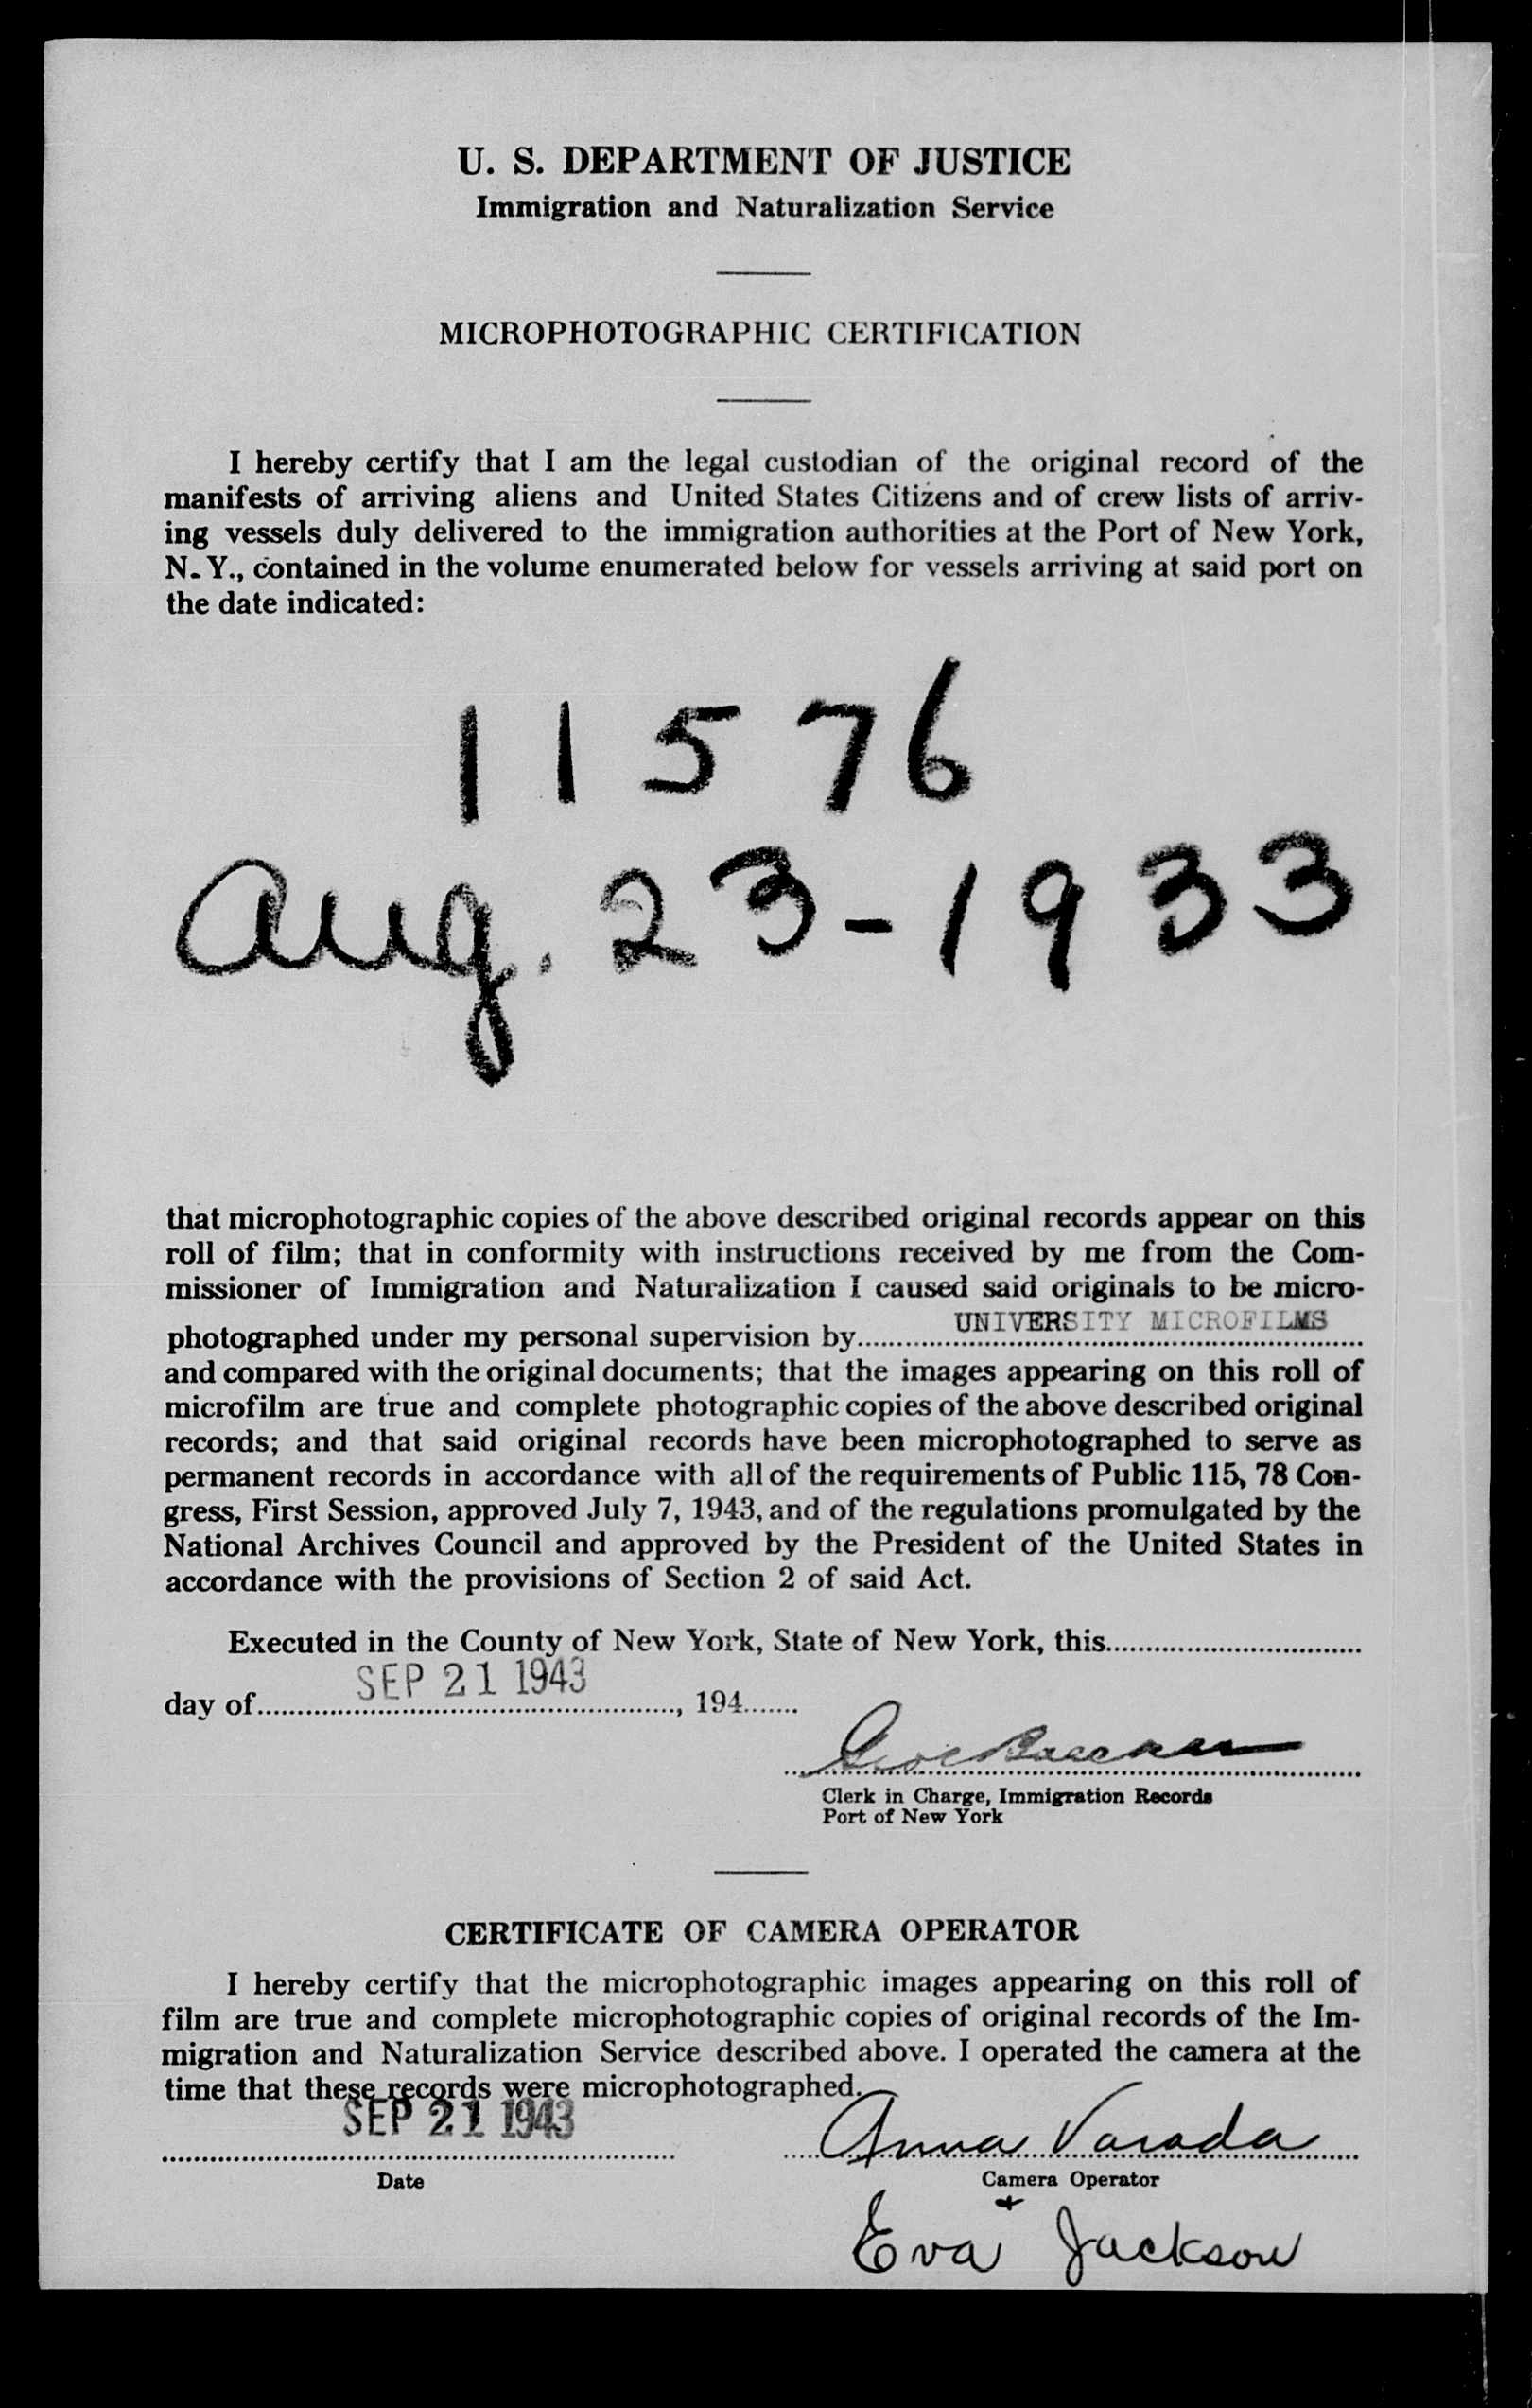 U. S. DEPARTMENT OF JUSTICE
Immigration and Naturalization Service
MICROPHOTOGRAPHIC CERTIFICATION
I hereby certify that I am the legal custodian of the original record of the
manifests of arriving aliens and United States Citizens and of crew lists of arriv-
ing vessels duly delivered to the immigration authorities at the Port of New York,
N. Y., contained in the volume enumerated below for vessels arriving at said port on
the date indicated:
11576
Aug. 23-1933
that microphotographic copies of the above described original records appear on this
roll of film; that in conformity with instructions received by me from the Com-
missioner of Immigration and Naturalization I caused said originals to be micro-
photographed under my personal supervision by UNIVERSITY MICROFILMS
and compared with the original documents; that the images appearing on this roll of
microfilm are true and complete photographic copies of the above described original
records; and that said original records have been microphotographed to serve as
permanent records in accordance with all of the requirements of Public 115, 78 Con-
gress, First Session, approved July 7, 1943, and of the regulations promulgated by the
National Archives Council and approved by the President of the United States in
accordance with the provisions of Section 2 of said Act.
Executed in the County of New York, State of New York, this
day of SEP 21 1943, 194
Clerk in Charge, Immigration Records
Port of New York
CERTIFICATE OF CAMERA OPERATOR
I hereby certify that the microphotographic images appearing on this roll of
film are true and complete microphotographic copies of original records of the Im-
migration and Naturalization Service described above. I operated the camera at the
time that these records were microphotographed.
SEP 21 1943 Anna Varada
Date Camera Operator
+
Eva Jackson